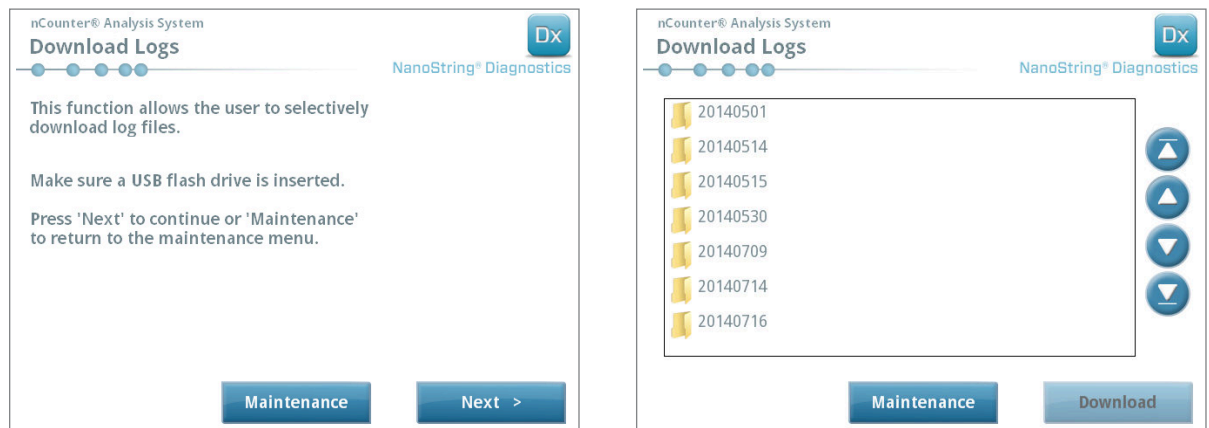 nCounter® Analysis System
Download Logs
Dx
NanoString® Diagnostics
This function allows the user to selectively
download log files.
Make sure a USB flash drive is inserted.
Press 'Next' to continue or 'Maintenance'
to return to the maintenance menu.
Maintenance
Next >
nCounter® Analysis System
Download Logs
Dx
NanoString® Diagnostics
20140501
20140514
20140515
20140530
20140709
20140714
20140716
Maintenance
Download